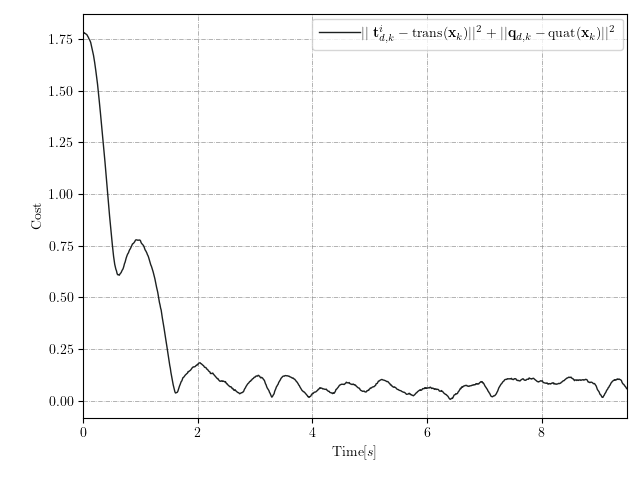 || t^i_{d,k} − trans(x_k)||^2 + ||q_{d,k} − quat(x_k)||^2
1.75
1.50
1.25
1.00
0.75
0.50
0.25
0.00
Cost
0 2 4 6 8
Time[s]